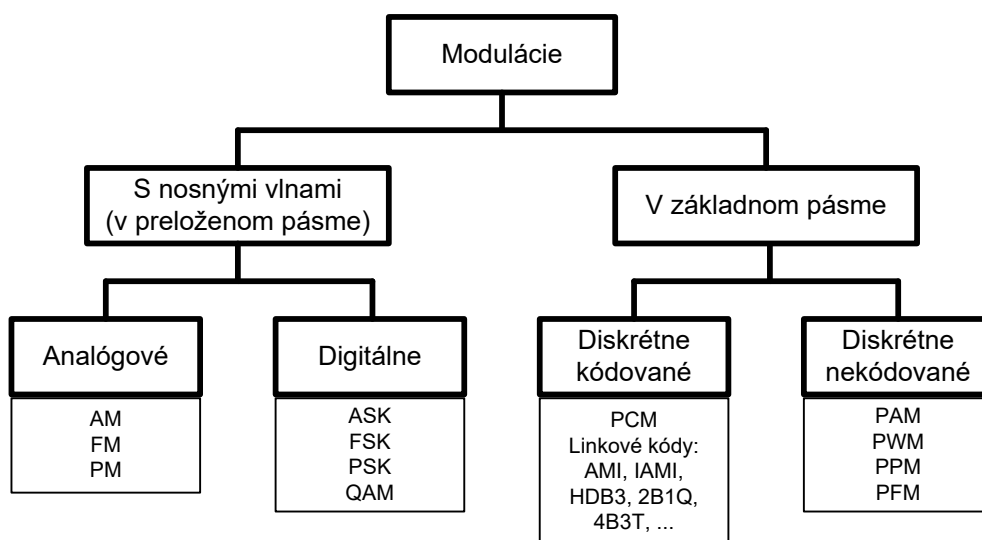 Modulácie
S nosnými vlnami
(v preloženom pásme)
V základnom pásme
Analógové
Digitálne
Diskrétne
kódované
Diskrétne
nekódované
AM
FM
PM
ASK
FSK
PSK
QAM
PCM
Linkové kódy:
AMI, IAMI,
HDB3, 2B1Q,
4B3T, ...
PAM
PWM
PPM
PFM